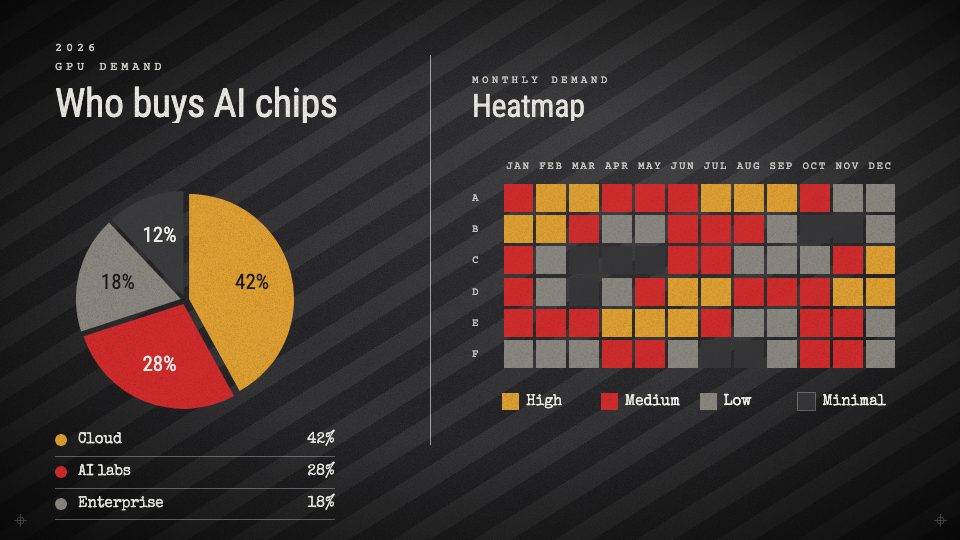 2026
GPU DEMAND
Who buys AI chips
12%
42%
18%
28%
Cloud 42%
AI labs 28%
Enterprise 18%
MONTHLY DEMAND
Heatmap
JAN FEB MAR APR MAY JUN JUL AUG SEP OCT NOV DEC
A
B
C
D
E
F
High Medium Low Minimal